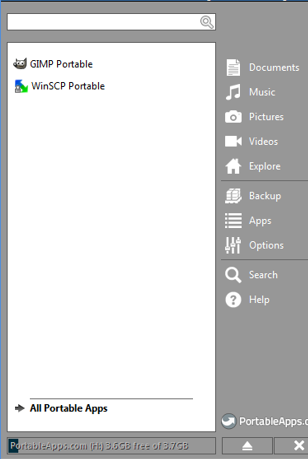 GIMP Portable
WinSCP Portable
All Portable Apps
PortableApps.com (H:) 3.6GB free of 3.7GB
Documents
Music
Pictures
Videos
Explore
Backup
Apps
Options
Search
Help
PortableApps.c